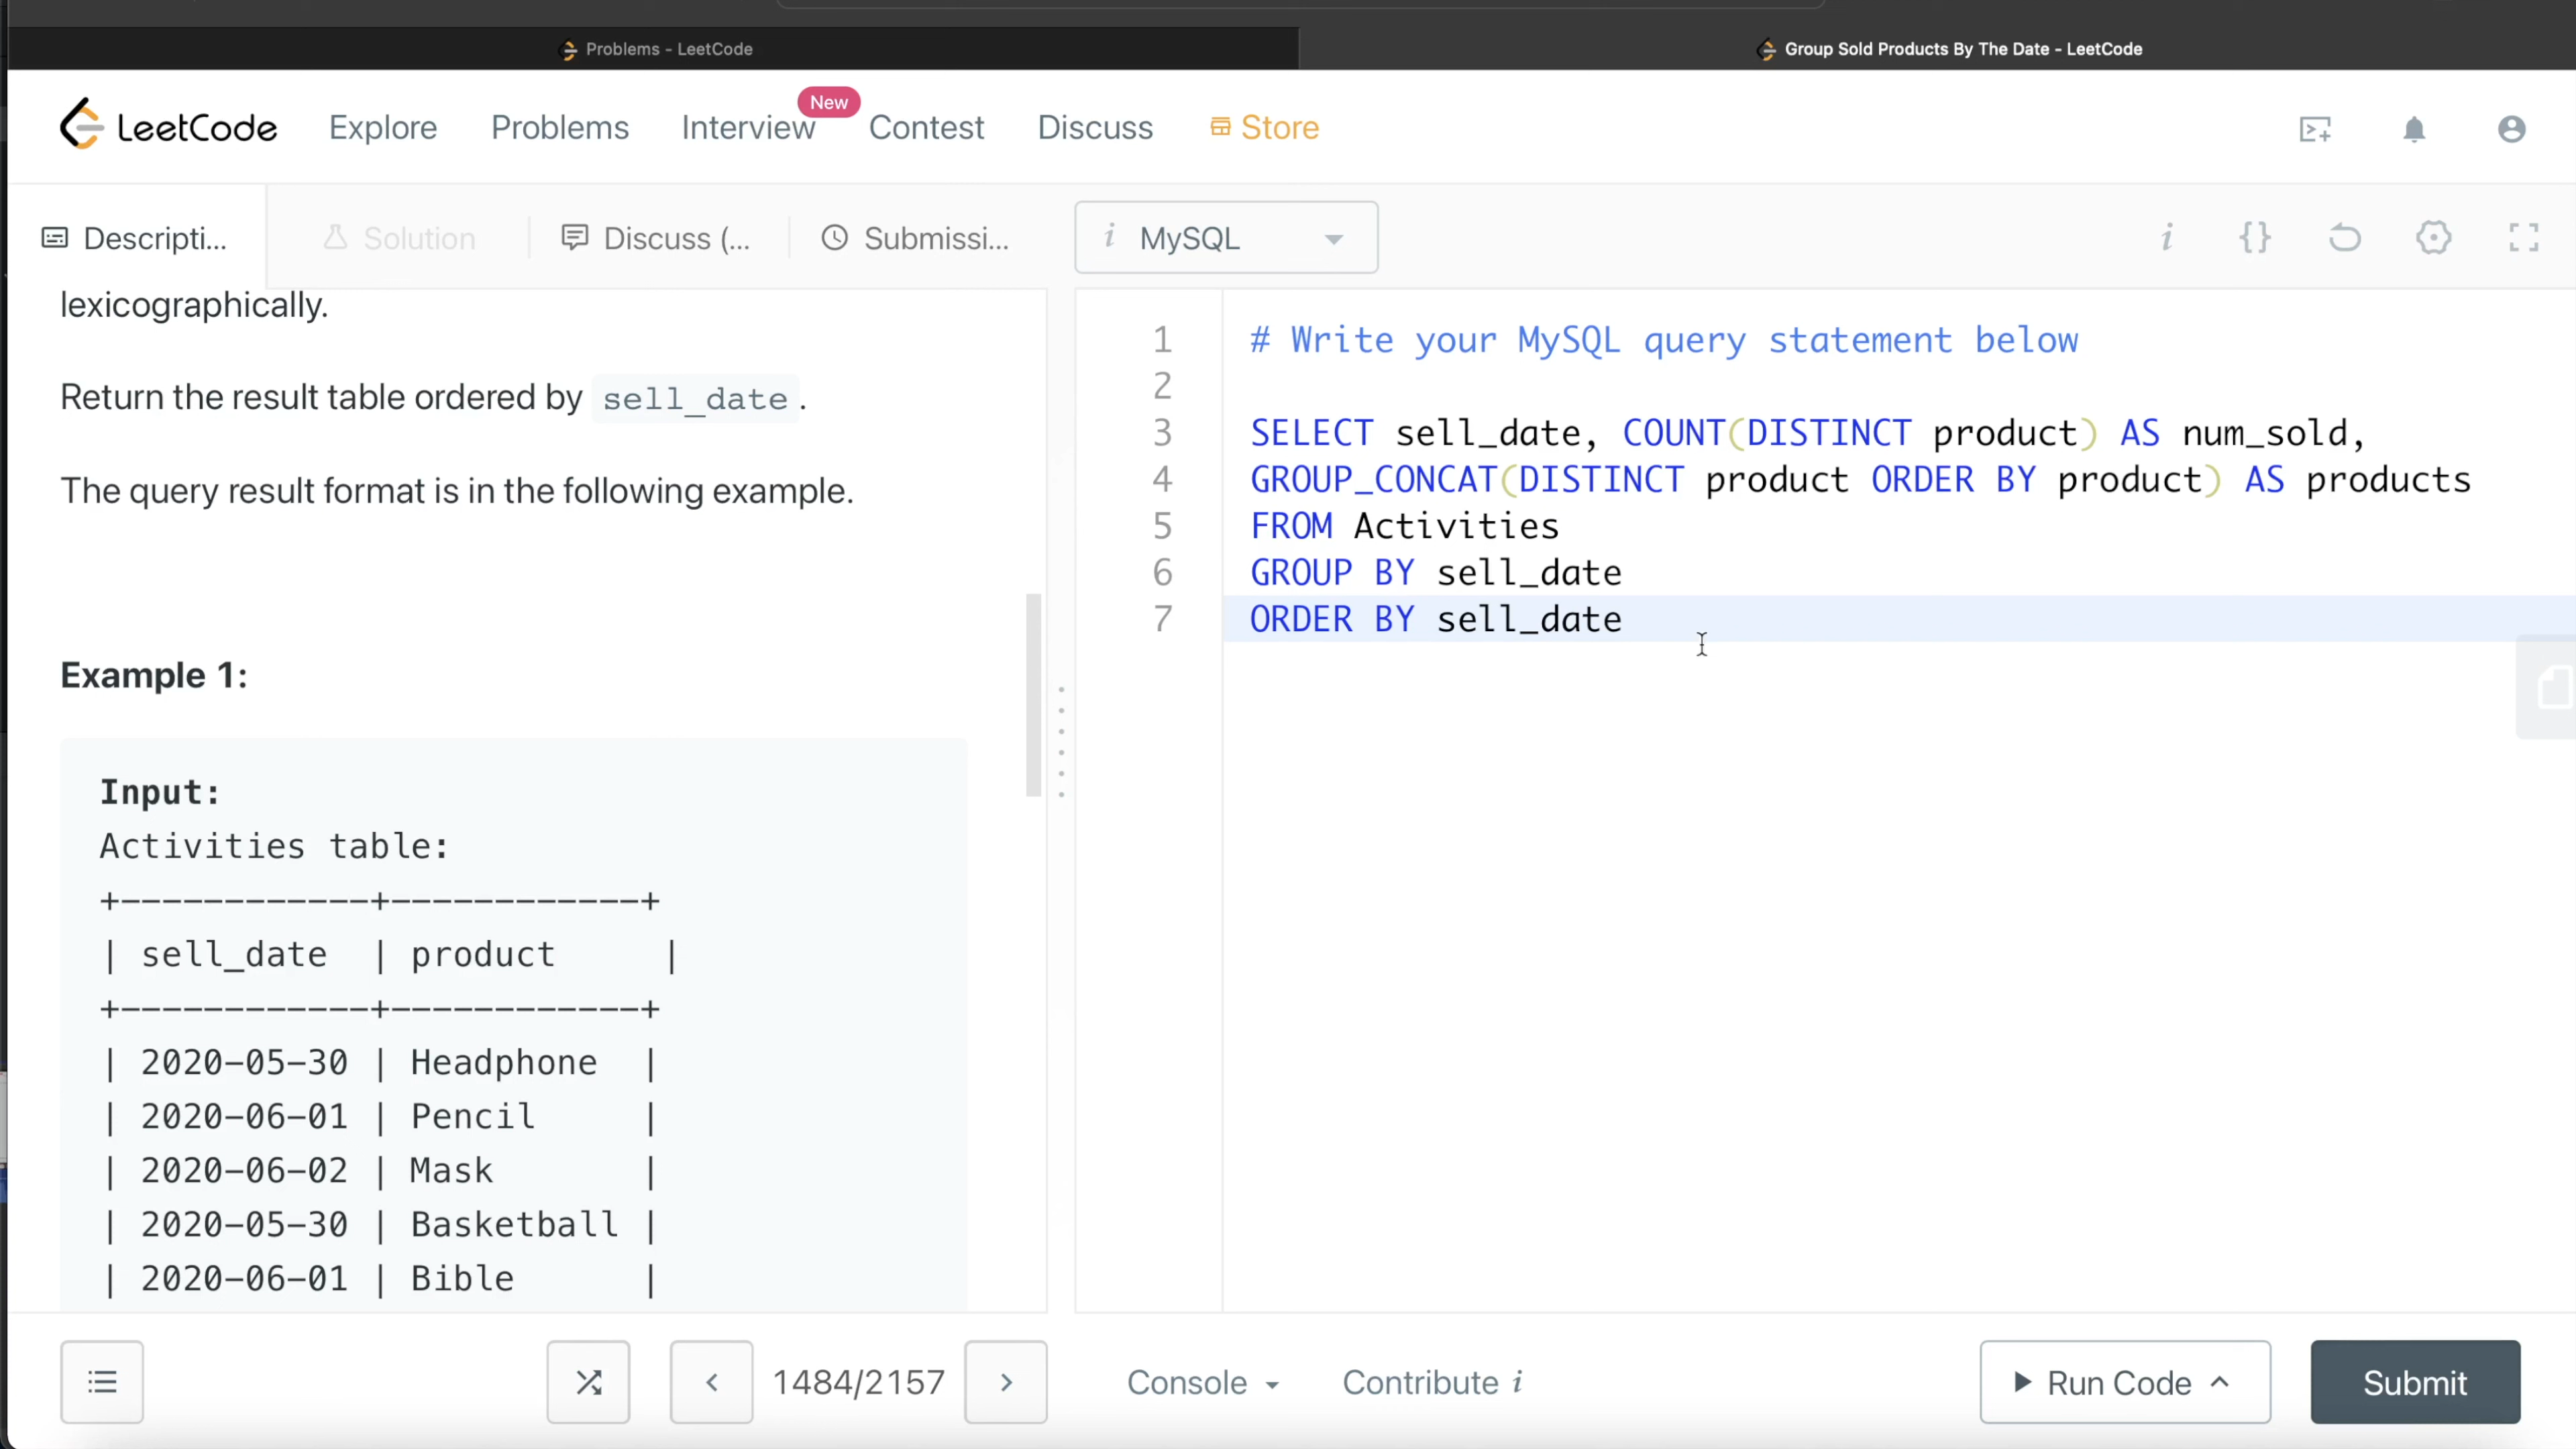 Problems - LeetCode
Group Sold Products By The Date - LeetCode
LeetCode Explore Problems Interview New Contest Discuss Store
Descripti... Solution Discuss (... Submissi... i MySQL i {}
lexicographically.
Return the result table ordered by sell_date.
The query result format is in the following example.
Example 1:
Input:
Activities table:
+------------+------------+
| sell_date  | product     |
+------------+------------+
| 2020-05-30 | Headphone  |
| 2020-06-01 | Pencil     |
| 2020-06-02 | Mask       |
| 2020-05-30 | Basketball |
| 2020-06-01 | Bible      |
1 # Write your MySQL query statement below
2
3 SELECT sell_date, COUNT(DISTINCT product) AS num_sold,
4 GROUP_CONCAT(DISTINCT product ORDER BY product) AS products
5 FROM Activities
6 GROUP BY sell_date
7 ORDER BY sell_date
1484/2157 Console Contribute i Run Code Submit